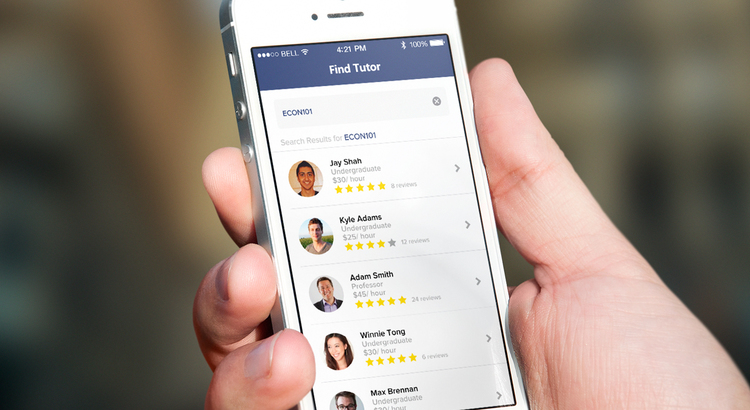 BELL 4:21 PM 100%
Find Tutor
ECON101
Search Results for ECON101
Jay Shah
Undergraduate
$30/ hour
8 reviews
Kyle Adams
Undergraduate
$25/ hour
12 reviews
Adam Smith
Professor
$45/ hour
24 reviews
Winnie Tong
Undergraduate
$30/ hour
6 reviews
Max Brennan
Undergraduate